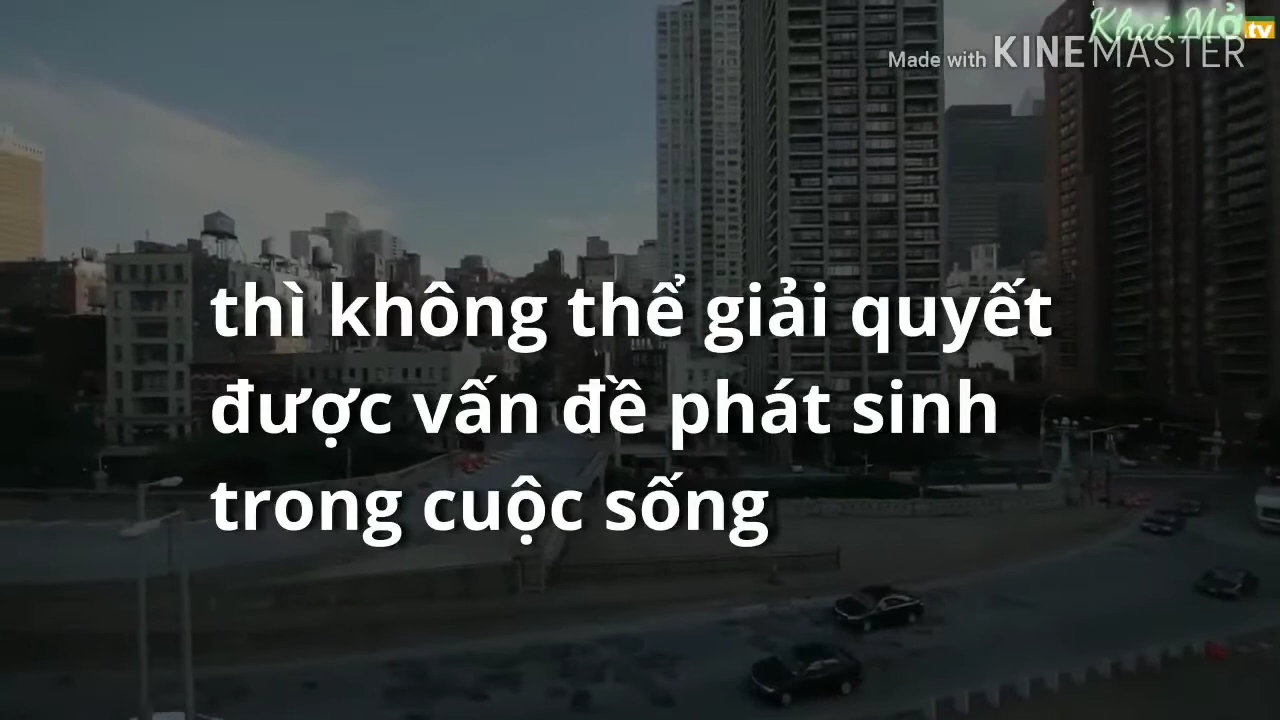 Khai Mở tv
Made with KINEMASTER
thì không thể giải quyết
được vấn đề phát sinh
trong cuộc sống